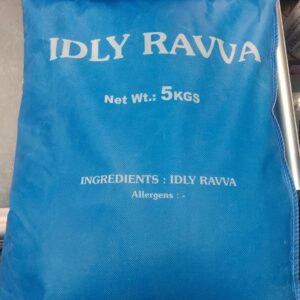 IDLY RAVVA
Net Wt.: 5KGS
INGREDIENTS : IDLY RAVVA
Allergens : -